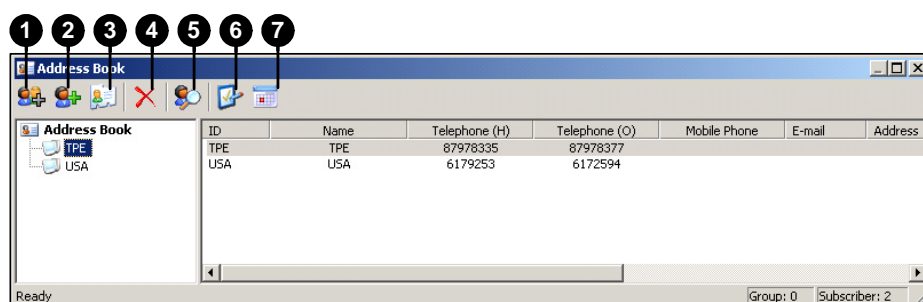 1 2 3 4 5 6 7
Address Book
Address Book
TPE
USA
ID Name Telephone (H) Telephone (O) Mobile Phone E-mail Address
TPE TPE 87978335 87978377
USA USA 6179253 6172594
Ready Group: 0 Subscriber: 2